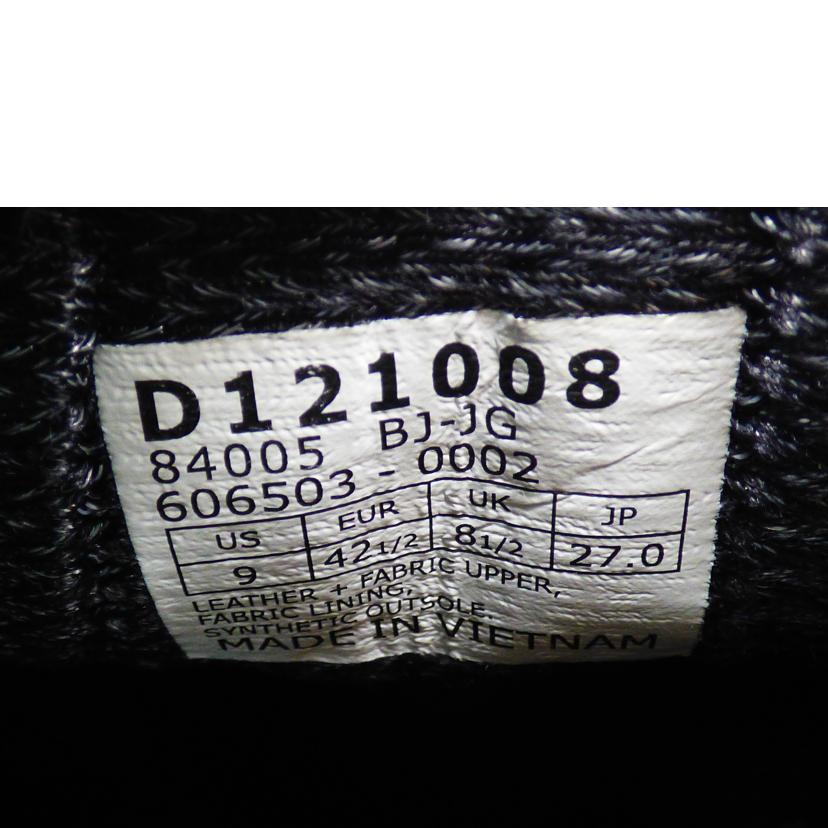 D121008
84005 BJ-JG
606503 - 0002
US EUR UK JP
9 42 1/2 8 1/2 27.0
LEATHER + FABRIC UPPER,
FABRIC LINING,
SYNTHETIC OUTSOLE.
MADE IN VIETNAM